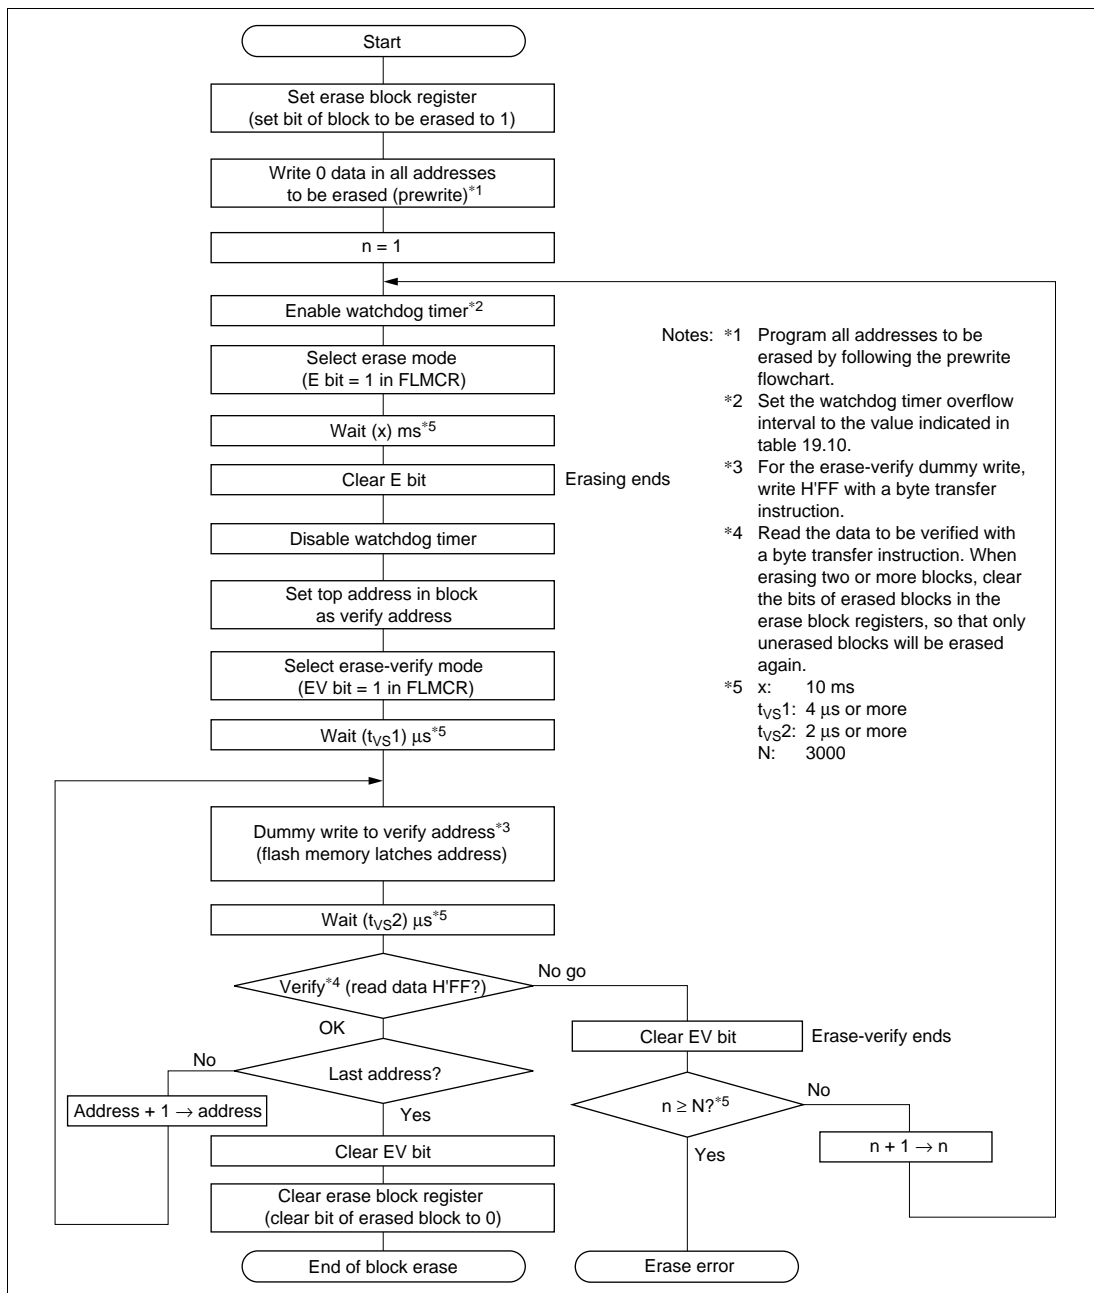 Start
Set erase block register
(set bit of block to be erased to 1)
Write 0 data in all addresses
to be erased (prewrite)*1
n = 1
Enable watchdog timer*2
Select erase mode
(E bit = 1 in FLMCR)
Wait (x) ms*5
Clear E bit
Erasing ends
Disable watchdog timer
Set top address in block
as verify address
Select erase-verify mode
(EV bit = 1 in FLMCR)
Wait (tVS1) μs*5
Dummy write to verify address*3
(flash memory latches address)
Wait (tVS2) μs*5
Verify*4 (read data H'FF?)
No go
OK
Clear EV bit
Erase-verify ends
Last address?
No
Address + 1 → address
Yes
n ≥ N?*5
No
n + 1 → n
Yes
Clear EV bit
Clear erase block register
(clear bit of erased block to 0)
End of block erase
Erase error
Notes: *1 Program all addresses to be
erased by following the prewrite
flowchart.
*2 Set the watchdog timer overflow
interval to the value indicated in
table 19.10.
*3 For the erase-verify dummy write,
write H'FF with a byte transfer
instruction.
*4 Read the data to be verified with
a byte transfer instruction. When
erasing two or more blocks, clear
the bits of erased blocks in the
erase block registers, so that only
unerased blocks will be erased
again.
*5 x: 10 ms
tVS1: 4 μs or more
tVS2: 2 μs or more
N: 3000